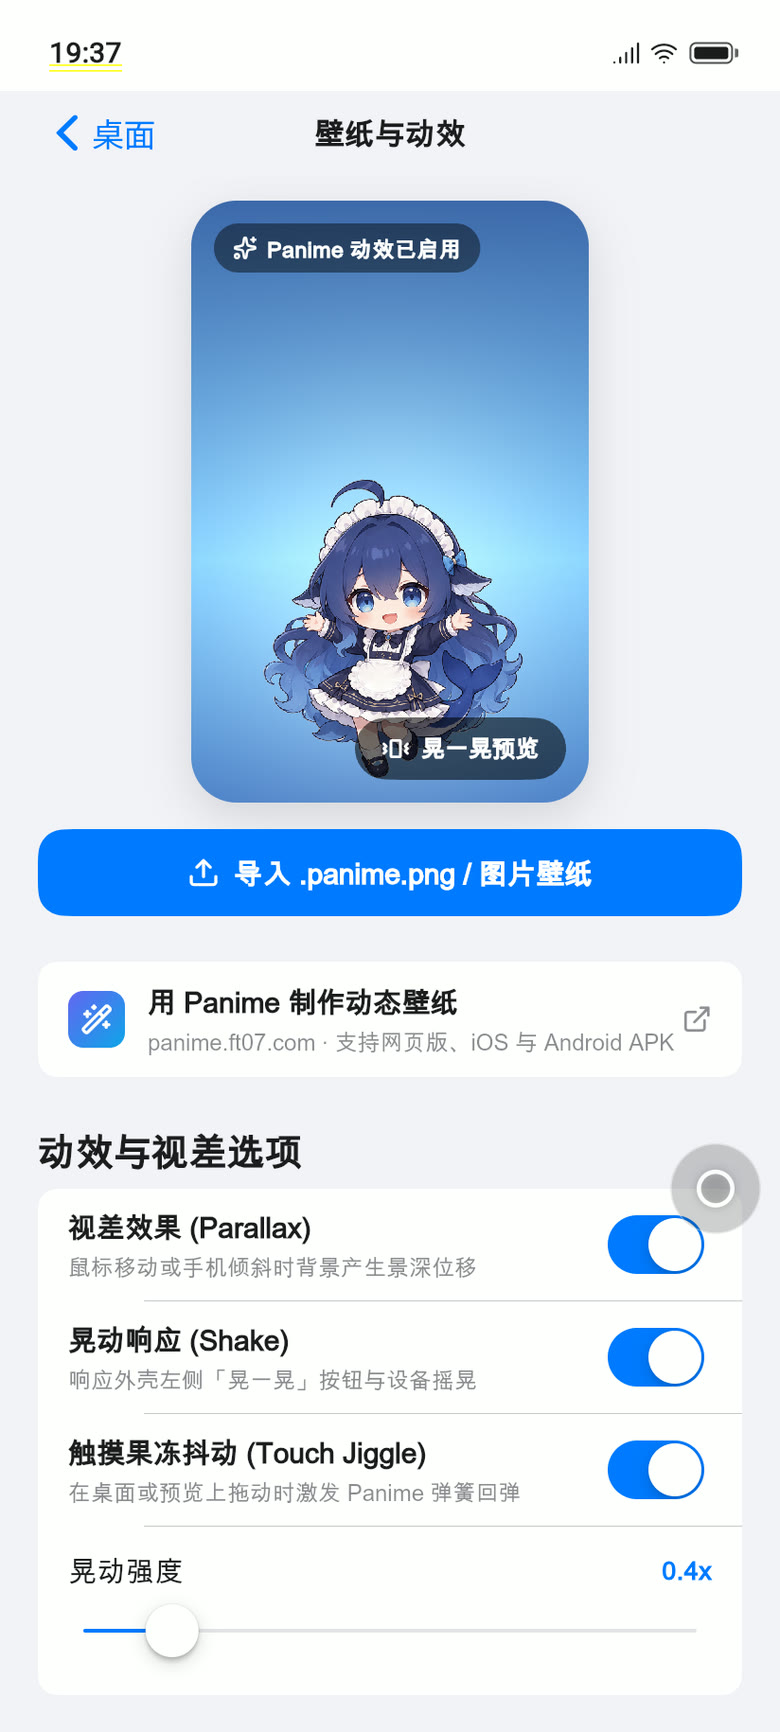 19:37
桌面
壁纸与动效
Panime 动效已启用
晃一晃预览
导入 .panime.png / 图片壁纸
用 Panime 制作动态壁纸
panime.ft07.com · 支持网页版、iOS 与 Android APK
动效与视差选项
视差效果 (Parallax)
鼠标移动或手机倾斜时背景产生景深位移
晃动响应 (Shake)
响应外壳左侧「晃一晃」按钮与设备摇晃
触摸果冻抖动 (Touch Jiggle)
在桌面或预览上拖动时激发 Panime 弹簧回弹
晃动强度
0.4x